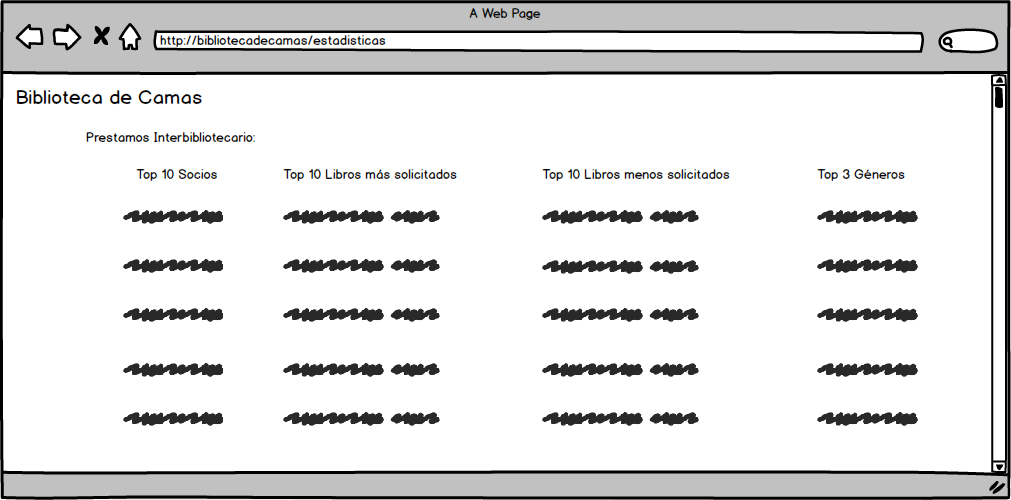 A Web Page
http://bibliotecadecamas/estadisticas
Biblioteca de Camas
Prestamos Interbibliotecario:
Top 10 Socios Top 10 Libros más solicitados Top 10 Libros menos solicitados Top 3 Géneros